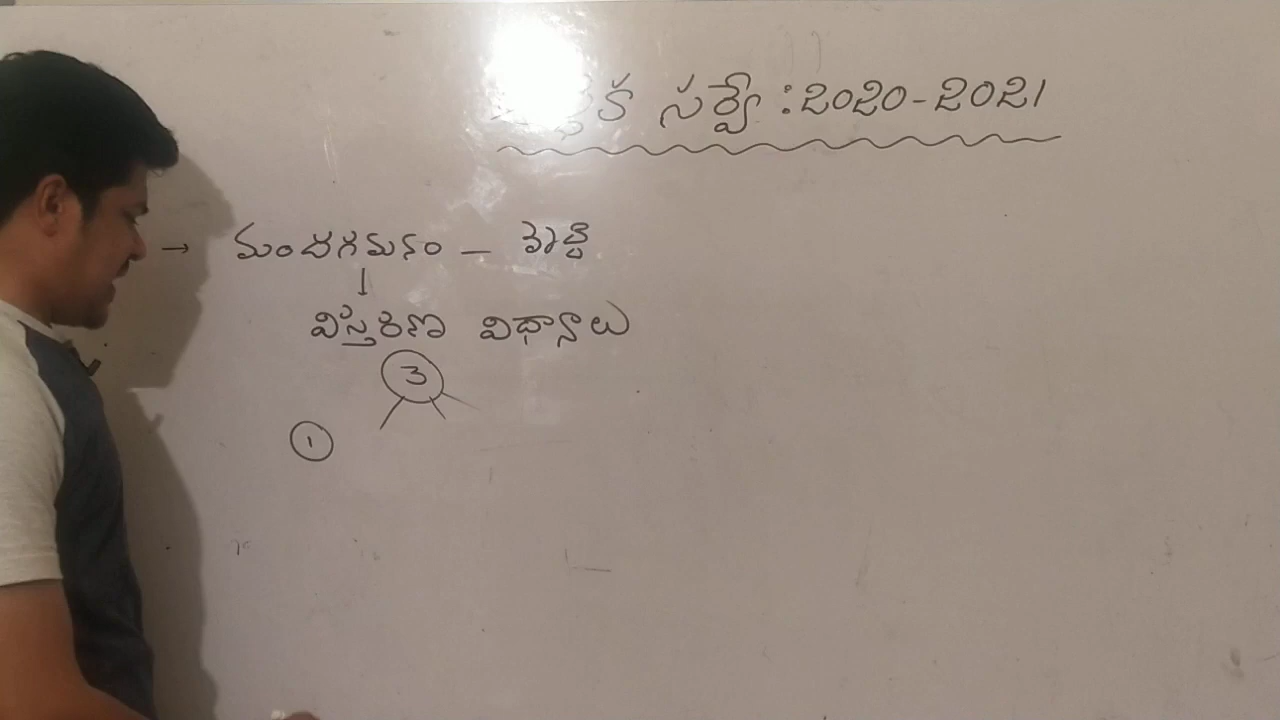 సర్వే :2020-2021
→ మందగమనం –
↓
విస్తరణ విధానాలు
3
1